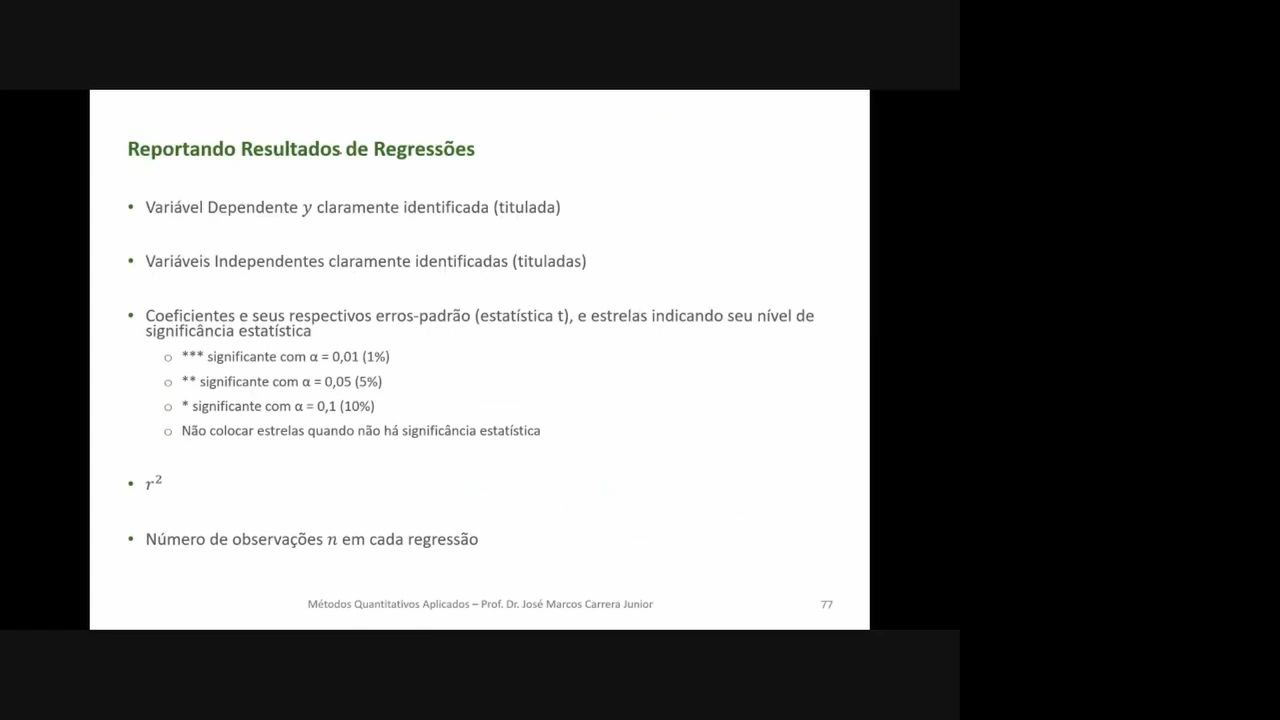 Reportando Resultados de Regressões
• Variável Dependente y claramente identificada (titulada)
• Variáveis Independentes claramente identificadas (tituladas)
• Coeficientes e seus respectivos erros-padrão (estatística t), e estrelas indicando seu nível de
significância estatística
o *** significante com α = 0,01 (1%)
o ** significante com α = 0,05 (5%)
o * significante com α = 0,1 (10%)
o Não colocar estrelas quando não há significância estatística
• r²
• Número de observações n em cada regressão
Métodos Quantitativos Aplicados – Prof. Dr. José Marcos Carrera Junior 77